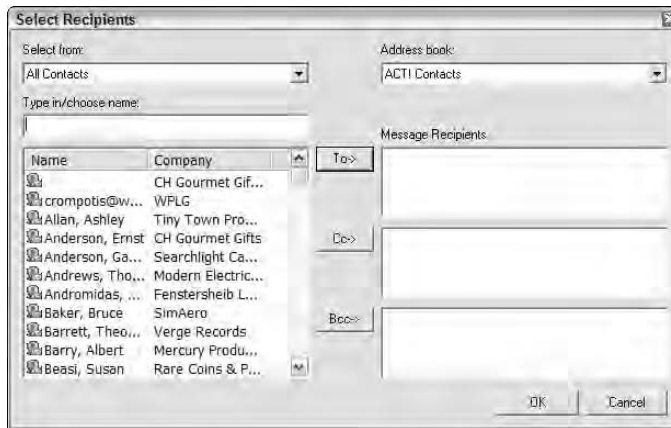 Select Recipients
Select from:
All Contacts
Address book:
ACT! Contacts
Type in/choose name:
Message Recipients
Name Company
To->
CH Gourmet Gif...
crompotis@w... WPLG
Allan, Ashley Tiny Town Pro...
Anderson, Ernst CH Gourmet Gifts
Anderson, Ga... Searchlight Ca...
Andrews, Tho... Modern Electric...
Andromidas, ... Fenstersheib L...
Baker, Bruce SimAero
Barrett, Theo... Verge Records
Barry, Albert Mercury Produ...
Beasi, Susan Rare Coins & P...
Cc->
Bcc->
OK Cancel